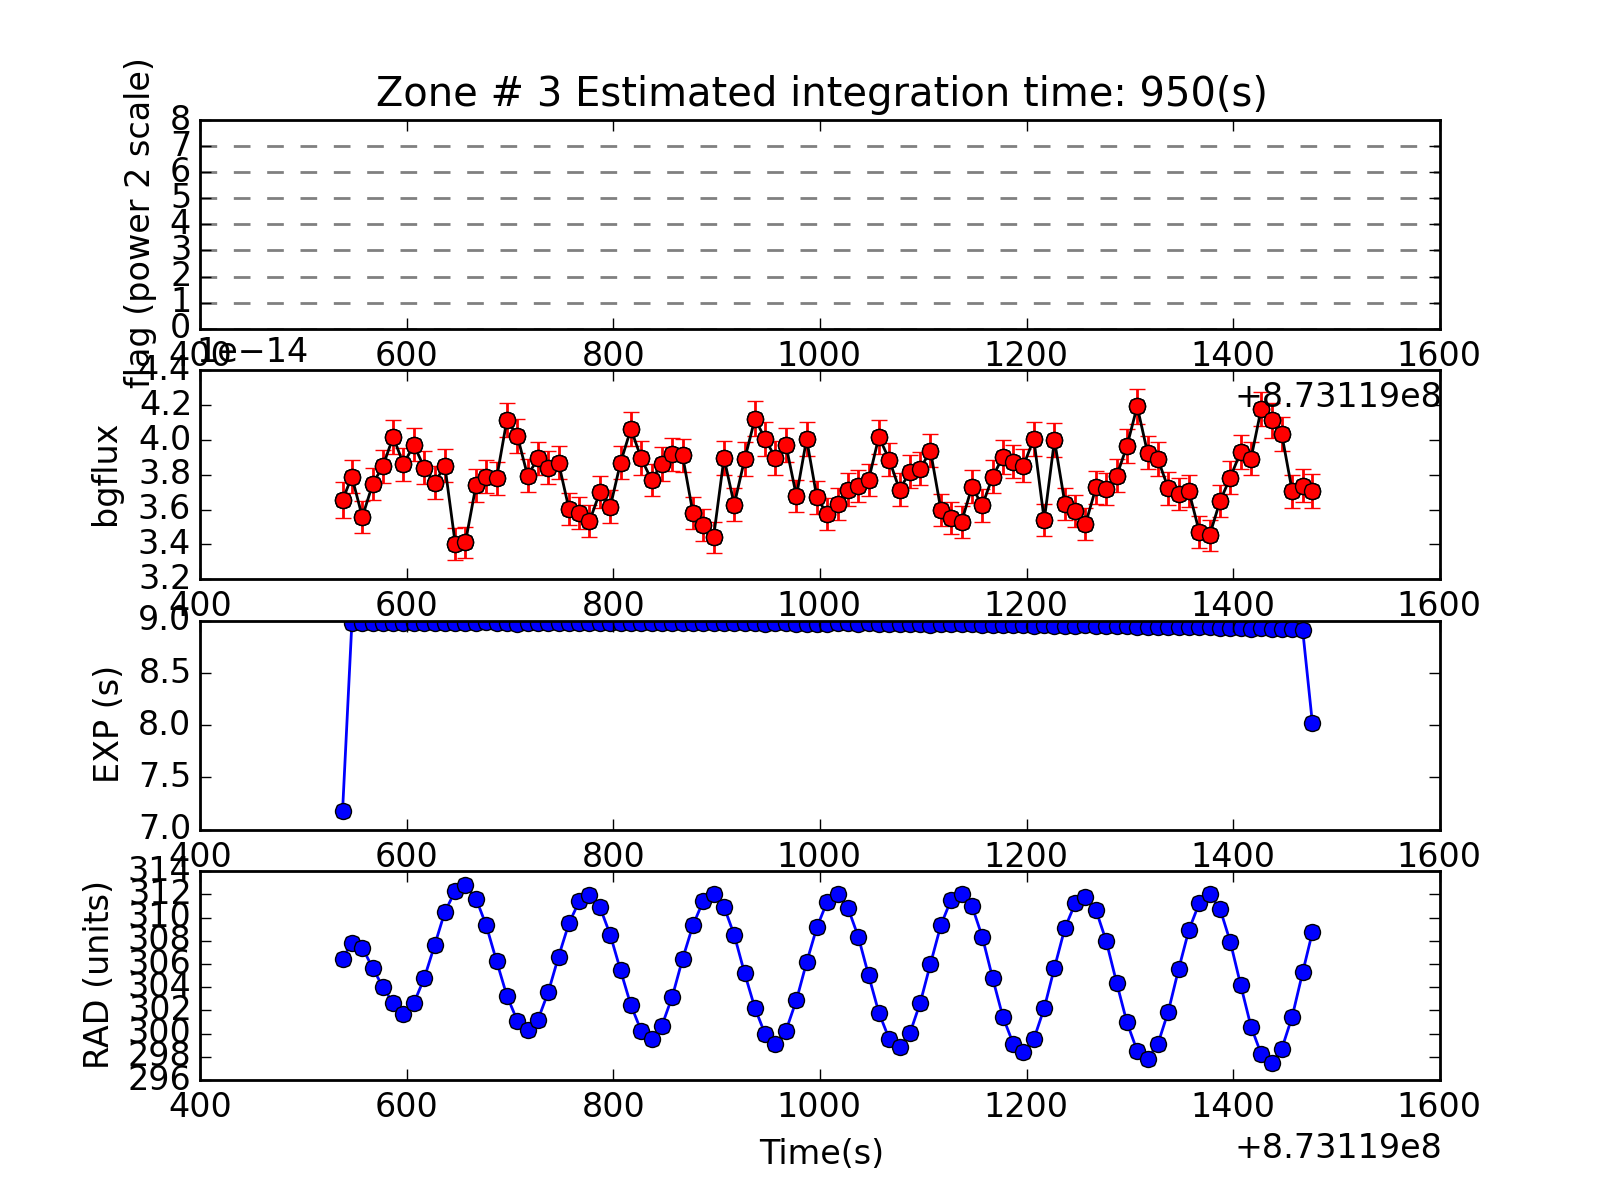 Zone # 3 Estimated integration time: 950(s)
flag (power 2 scale)
8
7
6
5
4
3
2
1
0
400 600 800 1000 1200 1400 1600
1e−14
+8.73119e8
bgflux
4.4
4.2
4.0
3.8
3.6
3.4
3.2
400 600 800 1000 1200 1400 1600
EXP (s)
9.0
8.5
8.0
7.5
7.0
400 600 800 1000 1200 1400 1600
RAD (units)
314
312
310
308
306
304
302
300
298
296
400 600 800 1000 1200 1400 1600
Time(s)
+8.73119e8